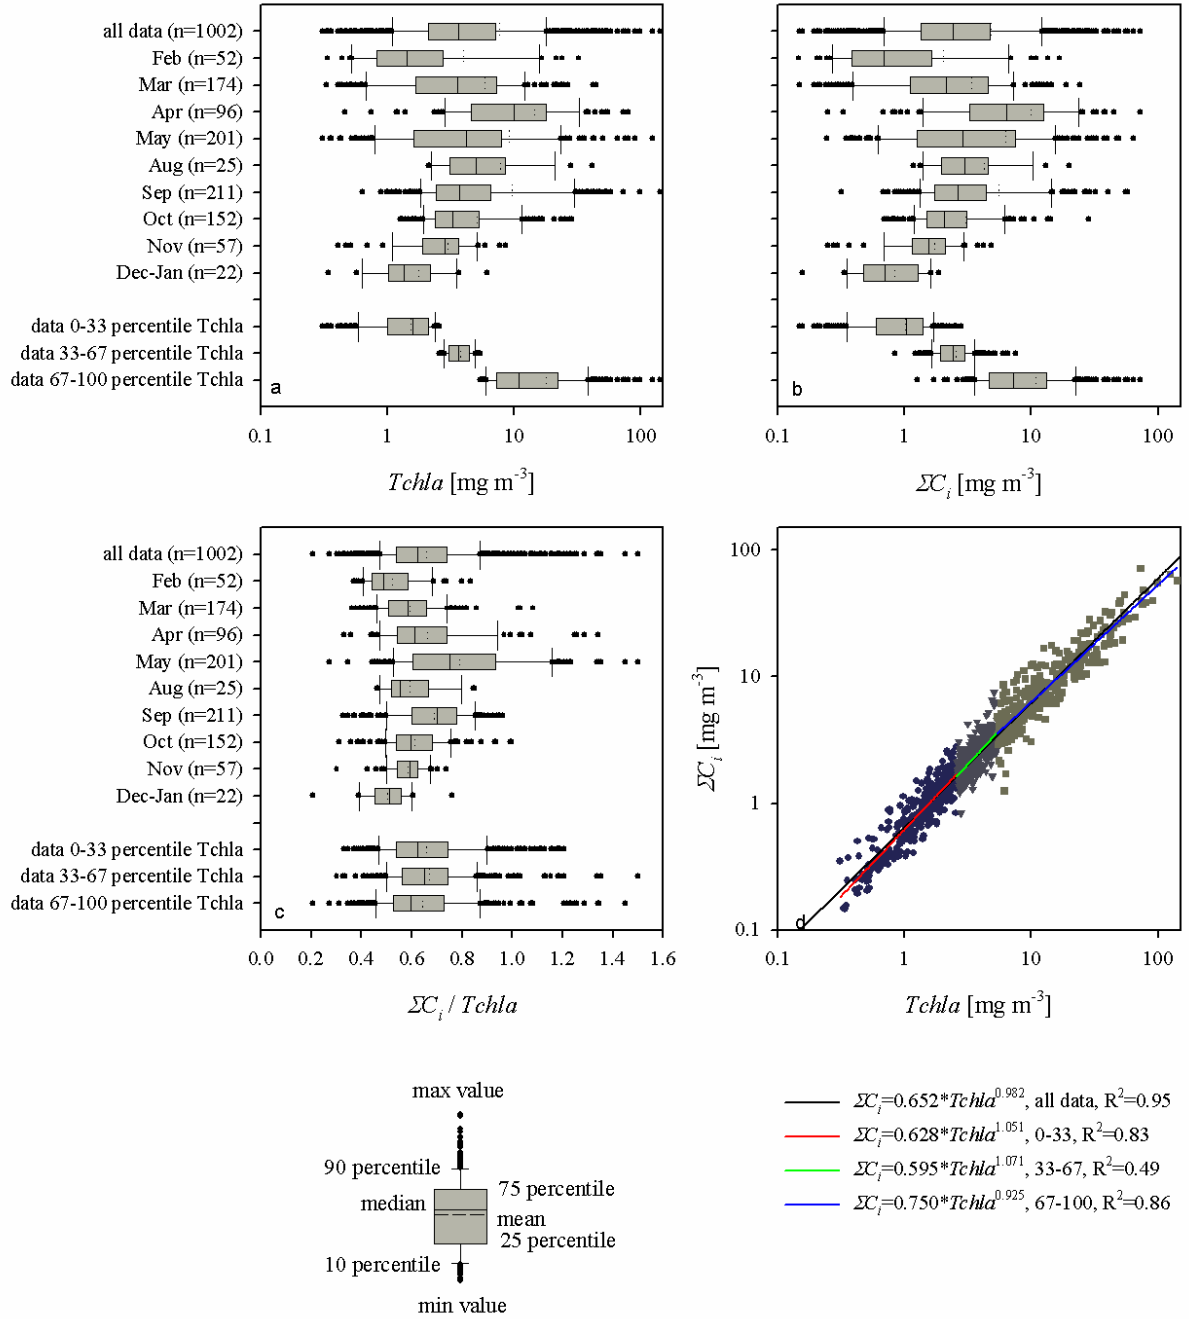 all data (n=1002)
Feb (n=52)
Mar (n=174)
Apr (n=96)
May (n=201)
Aug (n=25)
Sep (n=211)
Oct (n=152)
Nov (n=57)
Dec-Jan (n=22)
data 0-33 percentile Tchla
data 33-67 percentile Tchla
data 67-100 percentile Tchla
a
0.1 1 10 100
Tchla [mg m-3]
b
0.1 1 10 100
ΣCi [mg m-3]
all data (n=1002)
Feb (n=52)
Mar (n=174)
Apr (n=96)
May (n=201)
Aug (n=25)
Sep (n=211)
Oct (n=152)
Nov (n=57)
Dec-Jan (n=22)
data 0-33 percentile Tchla
data 33-67 percentile Tchla
data 67-100 percentile Tchla
c
0.0 0.2 0.4 0.6 0.8 1.0 1.2 1.4 1.6
ΣCi / Tchla
100
10
1
0.1
ΣCi [mg m-3]
d
0.1 1 10 100
Tchla [mg m-3]
max value
90 percentile
75 percentile
median
mean
25 percentile
10 percentile
min value
ΣCi=0.652*Tchla0.982, all data, R2=0.95
ΣCi=0.628*Tchla1.051, 0-33, R2=0.83
ΣCi=0.595*Tchla1.071, 33-67, R2=0.49
ΣCi=0.750*Tchla0.925, 67-100, R2=0.86